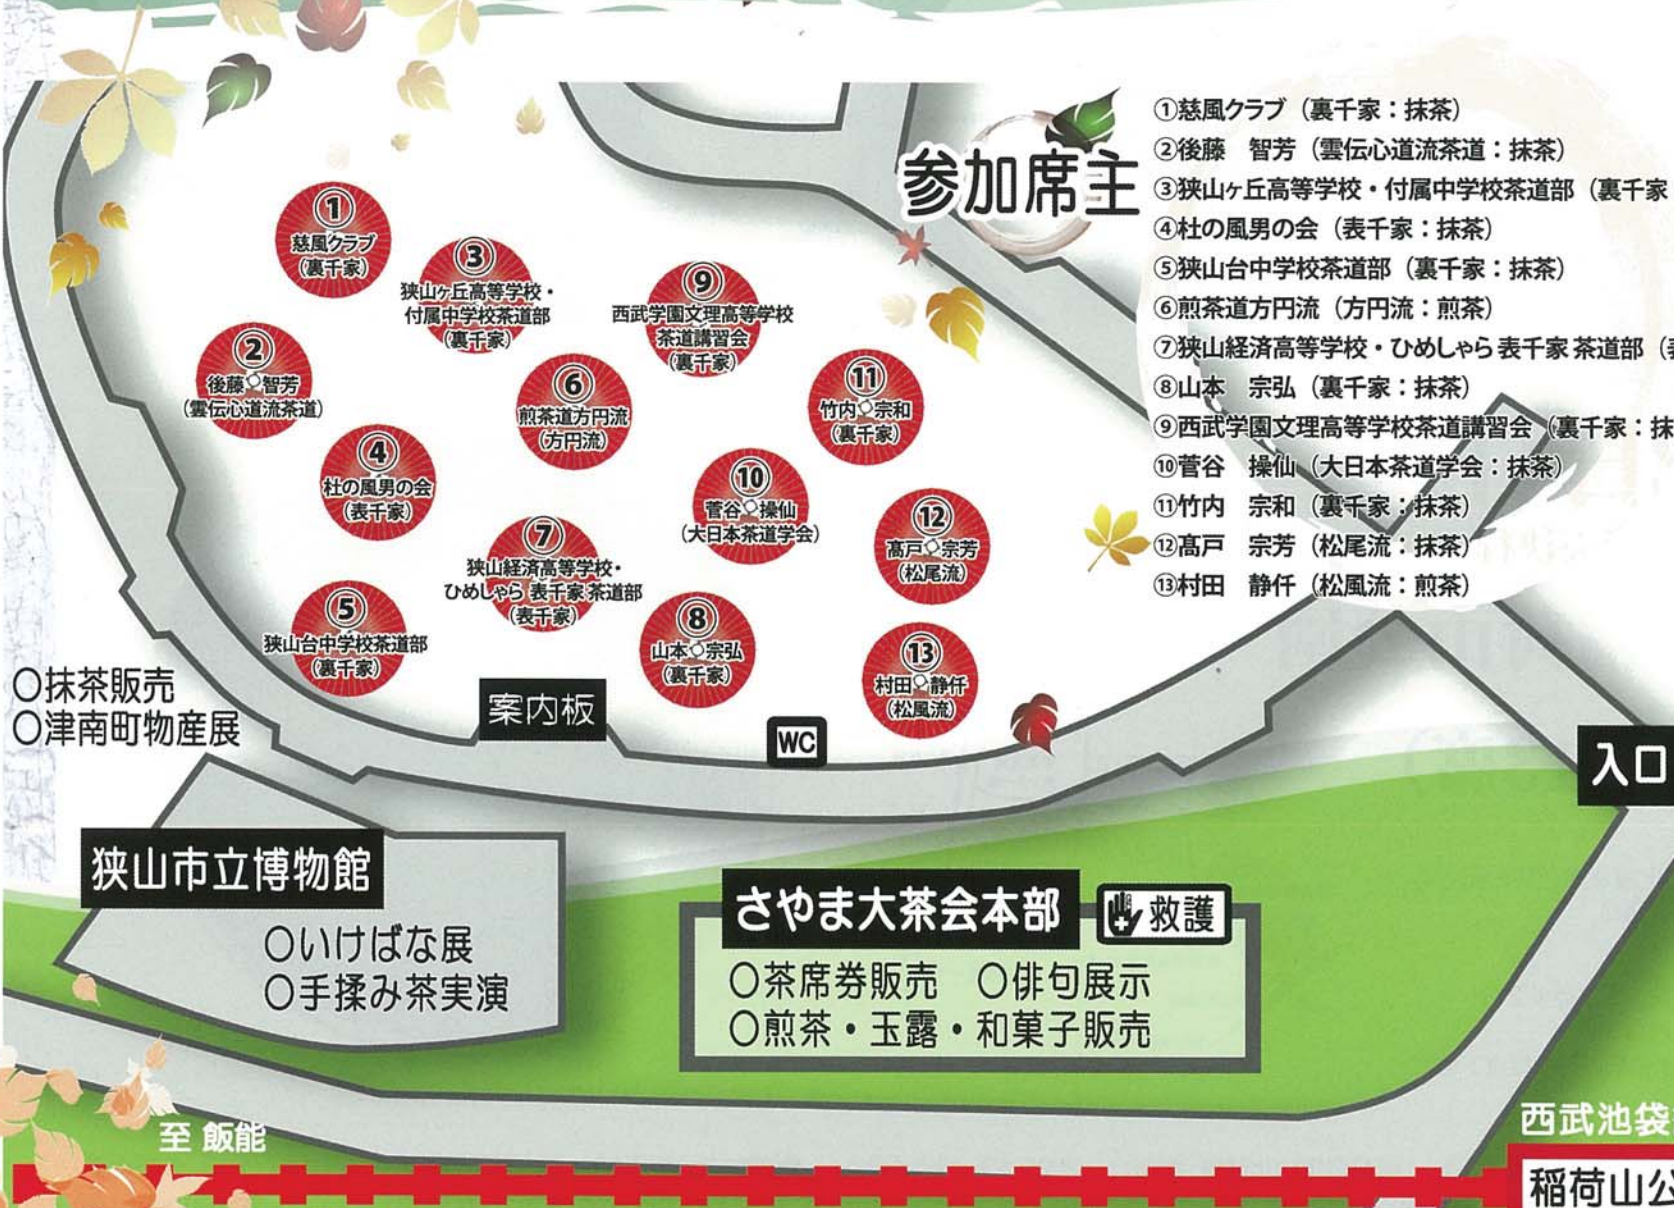 参加席主
①慈風クラブ（裏千家：抹茶）
②後藤　智芳（雲伝心道流茶道：抹茶）
③狭山ヶ丘高等学校・付属中学校茶道部（裏千家
④杜の風男の会（表千家：抹茶）
⑤狭山台中学校茶道部（裏千家：抹茶）
⑥煎茶道方円流（方円流：煎茶）
⑦狭山経済高等学校・ひめしゃら 表千家 茶道部（
⑧山本　宗弘（裏千家：抹茶）
⑨西武学園文理高等学校茶道講習会（裏千家：抹
⑩菅谷　操仙（大日本茶道学会：抹茶）
⑪竹内　宗和（裏千家：抹茶）
⑫髙戸　宗芳（松尾流：抹茶）
⑬村田　静仟（松風流：煎茶）
①
慈風クラブ
(裏千家)
②
後藤　智芳
(雲伝心道流茶道)
③
狭山ヶ丘高等学校・
付属中学校茶道部
(裏千家)
④
杜の風男の会
(表千家)
⑤
狭山台中学校茶道部
(裏千家)
⑥
煎茶道方円流
(方円流)
⑦
狭山経済高等学校・
ひめしゃら 表千家 茶道部
(表千家)
⑧
山本　宗弘
(裏千家)
⑨
西武学園文理高等学校
茶道講習会
(裏千家)
⑩
菅谷　操仙
(大日本茶道学会)
⑪
竹内　宗和
(裏千家)
⑫
髙戸　宗芳
(松尾流)
⑬
村田　静仟
(松風流)
案内板
WC
入口
○抹茶販売
○津南町物産展
狭山市立博物館
○いけばな展
○手揉み茶実演
さやま大茶会本部
救護
○茶席券販売　○俳句展示
○煎茶・玉露・和菓子販売
至 飯能
西武池袋
稲荷山公